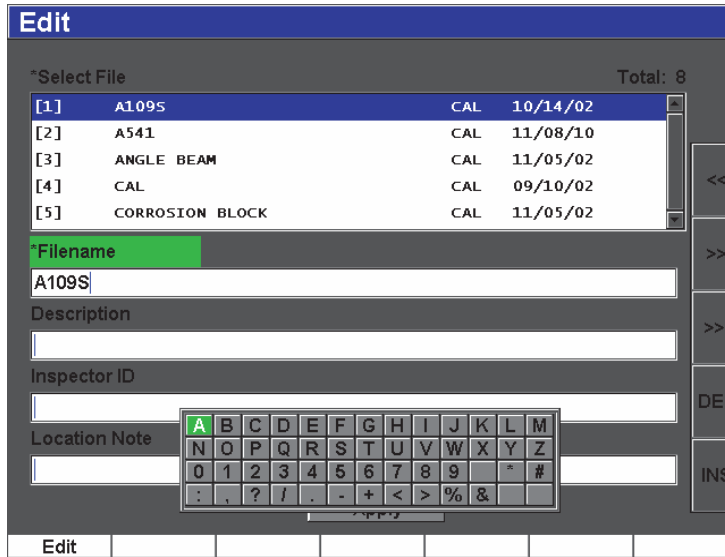 Edit
*Select File Total: 8
[1] A109S CAL 10/14/02
[2] A541 CAL 11/08/10
[3] ANGLE BEAM CAL 11/05/02
[4] CAL CAL 09/10/02
[5] CORROSION BLOCK CAL 11/05/02
*Filename
A109S
Description
Inspector ID
Location Note
A B C D E F G H I J K L M
N O P Q R S T U V W X Y Z
0 1 2 3 4 5 6 7 8 9 * #
: , ? / . - + < > % &
Apply
<<
>>
>>
DE
INS
Edit